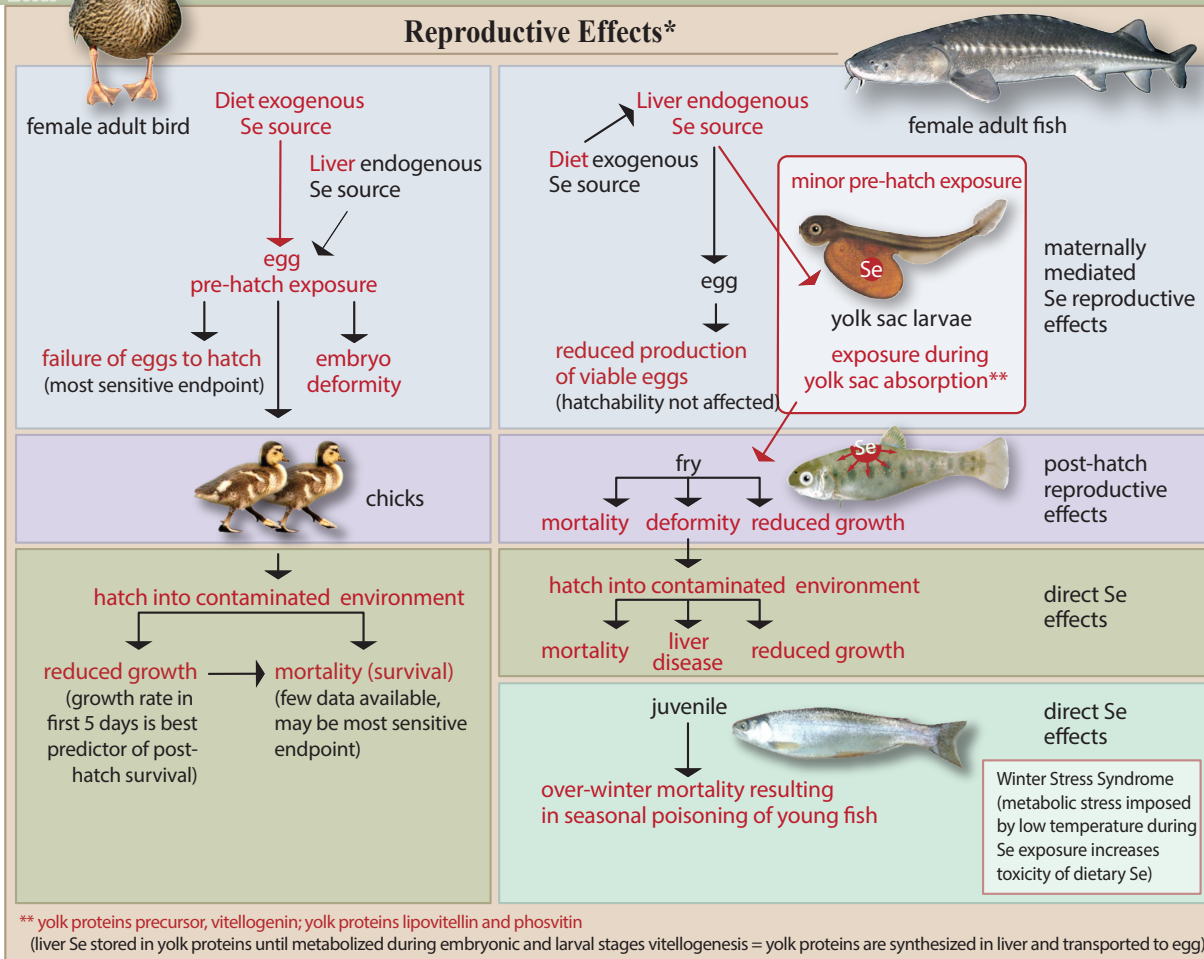 Reproductive Effects*
female adult bird
Diet exogenous
Se source
Liver endogenous
Se source
egg
pre-hatch exposure
failure of eggs to hatch
(most sensitive endpoint)
embryo
deformity
Liver endogenous
Se source
Diet exogenous
Se source
female adult fish
minor pre-hatch exposure
Se
yolk sac larvae
exposure during
yolk sac absorption**
egg
reduced production
of viable eggs
(hatchability not affected)
maternally
mediated
Se reproductive
effects
chicks
fry
Se
mortality
deformity
reduced growth
post-hatch
reproductive
effects
hatch into contaminated environment
reduced growth
(growth rate in
first 5 days is best
predictor of post-
hatch survival)
mortality (survival)
(few data available,
may be most sensitive
endpoint)
hatch into contaminated environment
mortality
liver
disease
reduced growth
direct Se
effects
juvenile
over-winter mortality resulting
in seasonal poisoning of young fish
direct Se
effects
Winter Stress Syndrome
(metabolic stress imposed
by low temperature during
Se exposure increases
toxicity of dietary Se)
** yolk proteins precursor, vitellogenin; yolk proteins lipovitellin and phosvitin
(liver Se stored in yolk proteins until metabolized during embryonic and larval stages vitellogenesis = yolk proteins are synthesized in liver and transported to egg)